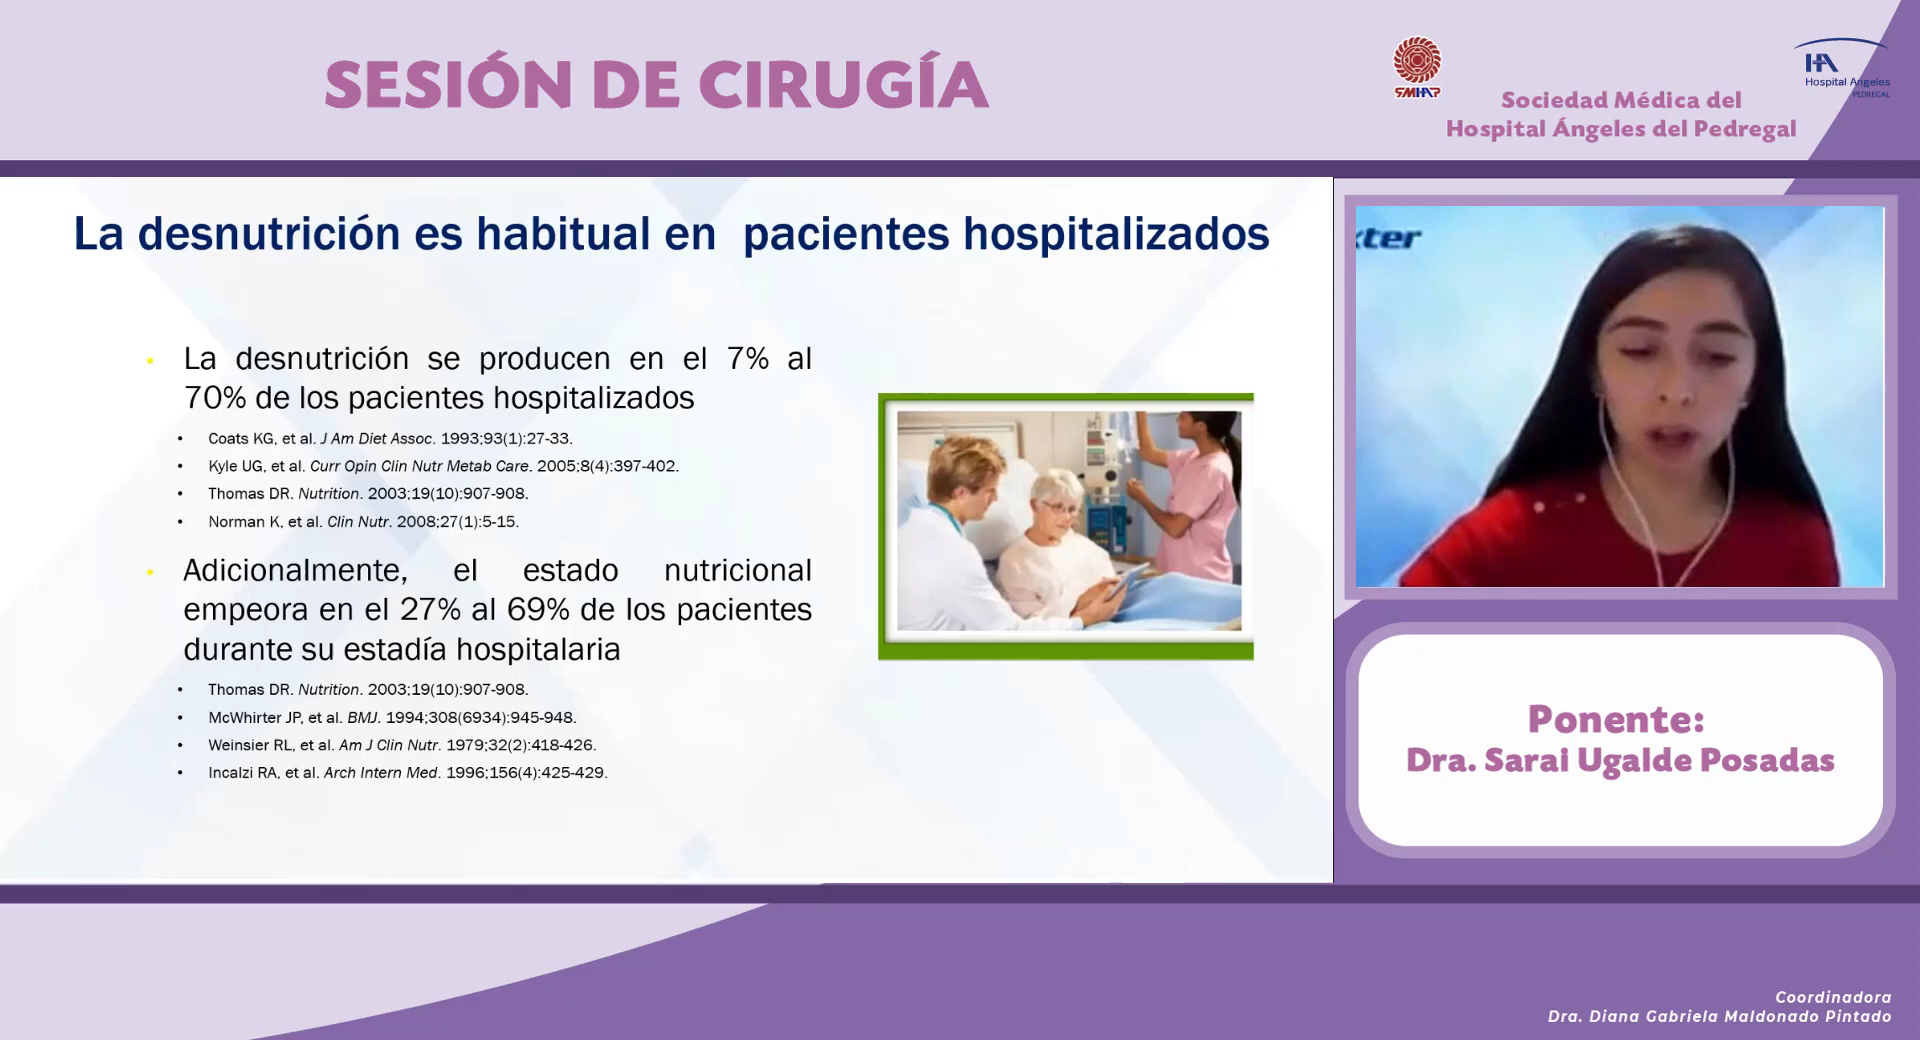 SESIÓN DE CIRUGÍA
SMHAP
Sociedad Médica del
Hospital Ángeles del Pedregal
HA
Hospital Angeles
PEDREGAL
La desnutrición es habitual en  pacientes hospitalizados
• La desnutrición se producen en el 7% al
70% de los pacientes hospitalizados
• Coats KG, et al. J Am Diet Assoc. 1993;93(1):27-33.
• Kyle UG, et al. Curr Opin Clin Nutr Metab Care. 2005;8(4):397-402.
• Thomas DR. Nutrition. 2003;19(10):907-908.
• Norman K, et al. Clin Nutr. 2008;27(1):5-15.
• Adicionalmente, el estado nutricional
empeora en el 27% al 69% de los pacientes
durante su estadía hospitalaria
• Thomas DR. Nutrition. 2003;19(10):907-908.
• McWhirter JP, et al. BMJ. 1994;308(6934):945-948.
• Weinsier RL, et al. Am J Clin Nutr. 1979;32(2):418-426.
• Incalzi RA, et al. Arch Intern Med. 1996;156(4):425-429.
xter
Ponente:
Dra. Sarai Ugalde Posadas
Coordinadora
Dra. Diana Gabriela Maldonado Pintado